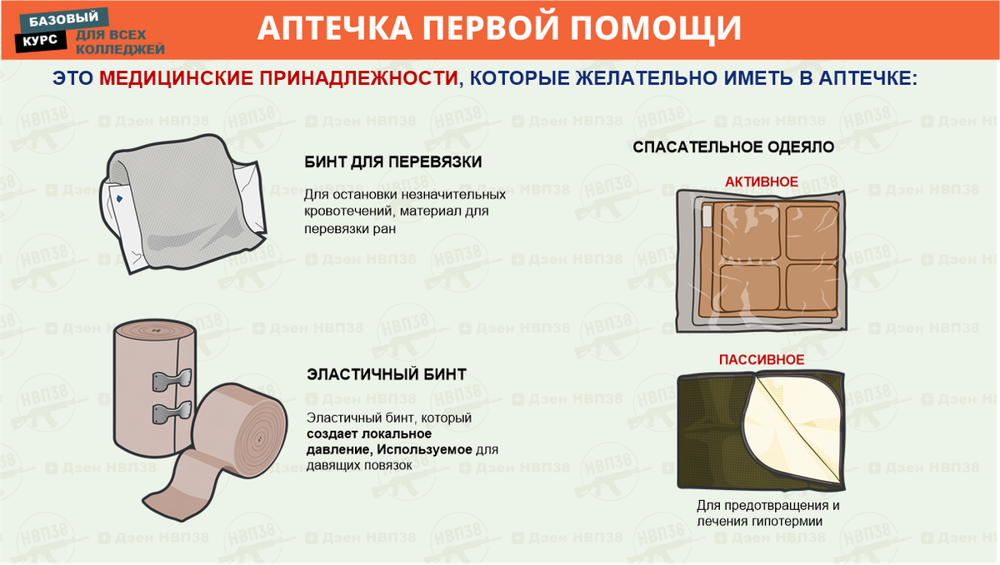 БАЗОВЫЙ
КУРС
ДЛЯ ВСЕХ
КОЛЛЕДЖЕЙ
АПТЕЧКА ПЕРВОЙ ПОМОЩИ
ЭТО МЕДИЦИНСКИЕ ПРИНАДЛЕЖНОСТИ, КОТОРЫЕ ЖЕЛАТЕЛЬНО ИМЕТЬ В АПТЕЧКЕ:
БИНТ ДЛЯ ПЕРЕВЯЗКИ
Для остановки незначительных
кровотечений, материал для
перевязки ран
ЭЛАСТИЧНЫЙ БИНТ
Эластичный бинт, который
создает локальное
давление, Используемое для
давящих повязок
СПАСАТЕЛЬНОЕ ОДЕЯЛО
АКТИВНОЕ
ПАССИВНОЕ
Для предотвращения и
лечения гипотермии
НВП38
Дзен НВП38